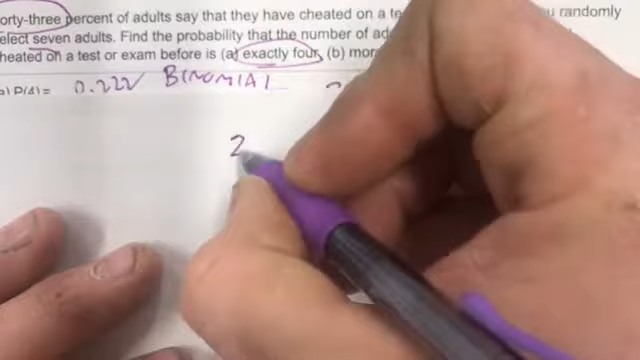 orty-three percent of adults say that they have cheated on a te u randomly
elect seven adults. Find the probability that the number of ad
heated on a test or exam before is (a) exactly four, (b) mor
) P(4)= 0.222 BINOMIAL
2